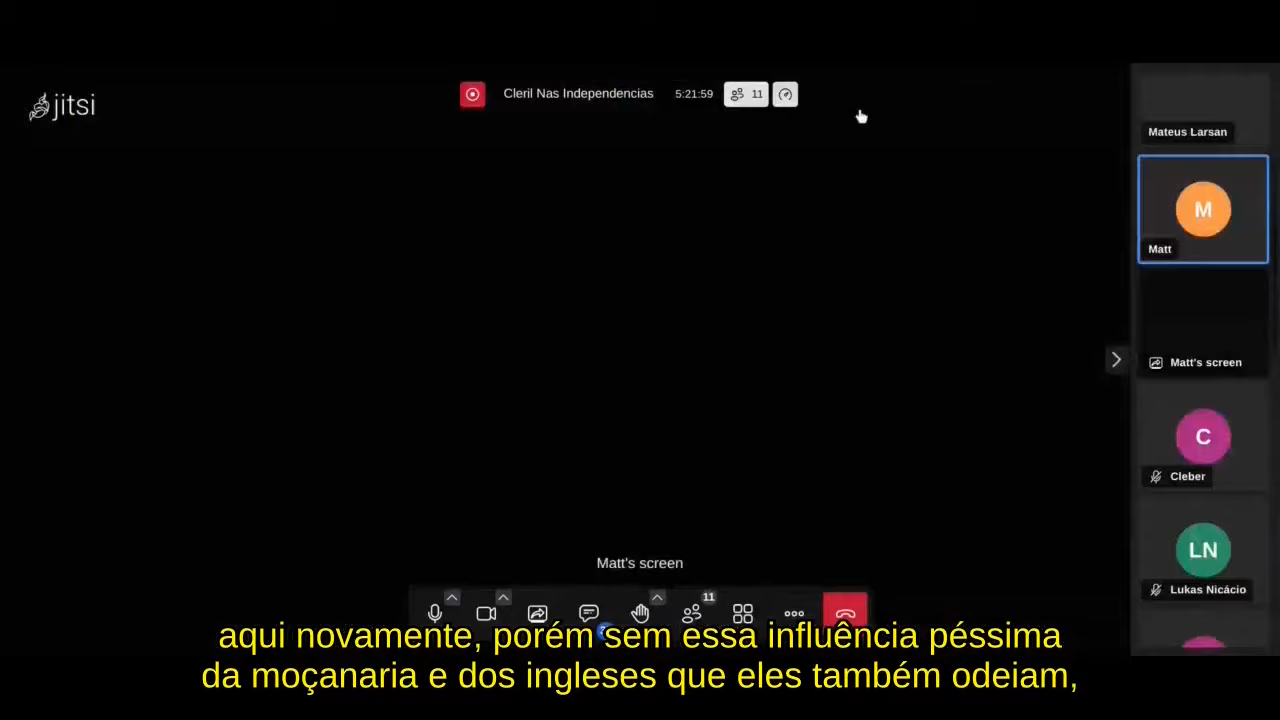 jitsi
Cleril Nas Independencias 5:21:59 11
Mateus Larsan
M
Matt
Matt's screen
C
Cleber
LN
Lukas Nicácio
Matt's screen
11
aqui novamente, porém sem essa influência péssima
da moçanaria e dos ingleses que eles também odeiam,